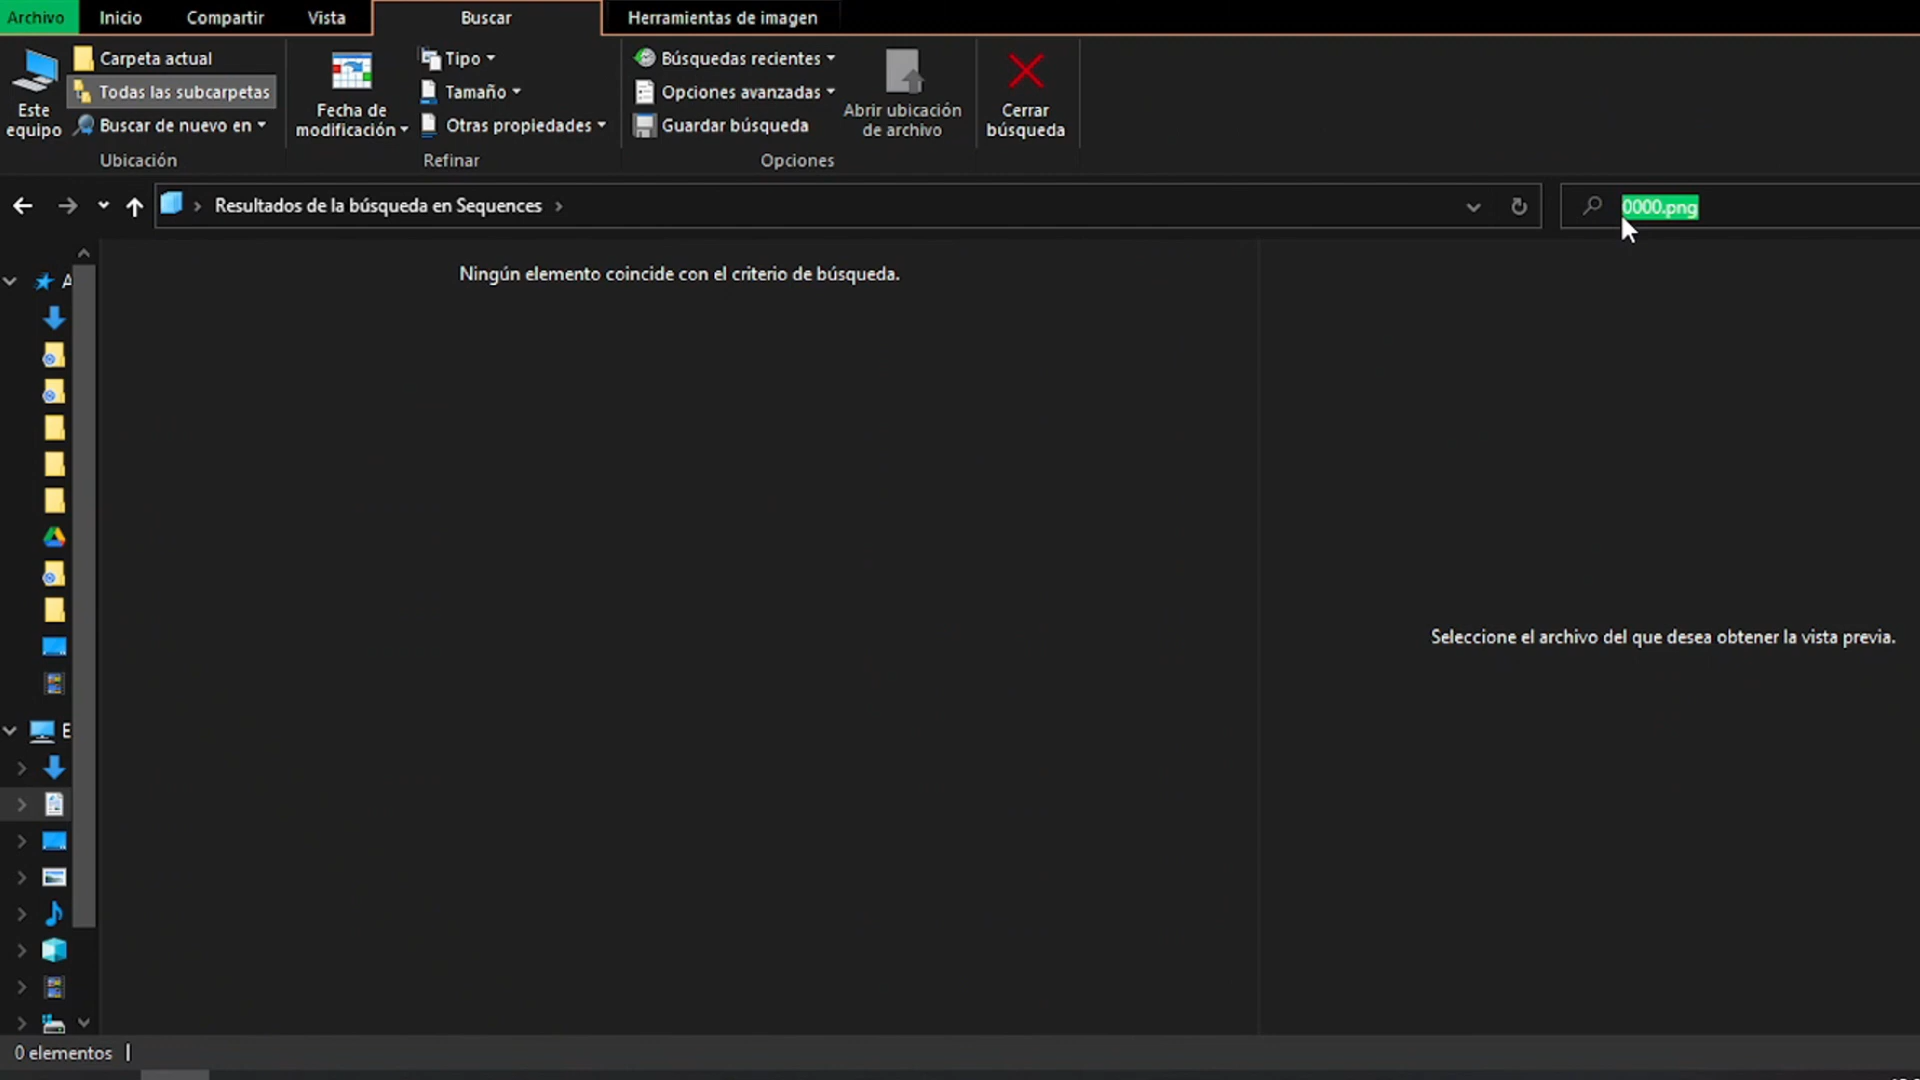 Archivo Inicio Compartir Vista Buscar Herramientas de imagen
Este equipo
Carpeta actual
Todas las subcarpetas
Buscar de nuevo en
Ubicación
Fecha de modificación
Tipo
Tamaño
Otras propiedades
Refinar
Búsquedas recientes
Opciones avanzadas
Guardar búsqueda
Abrir ubicación de archivo
Opciones
Cerrar búsqueda
Resultados de la búsqueda en Sequences
0000.png
A
Ningún elemento coincide con el criterio de búsqueda.
Seleccione el archivo del que desea obtener la vista previa.
E
0 elementos